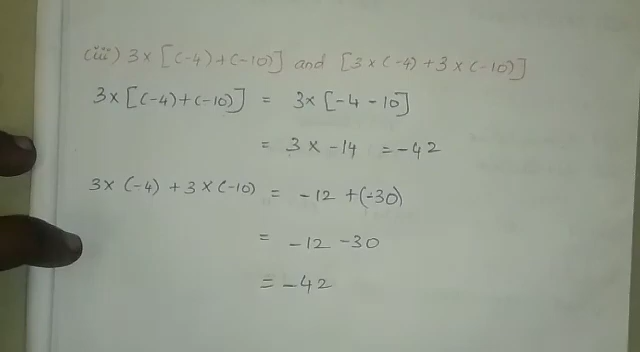 (iii) 3 × [(-4) + (-10)] and [3 × (-4) + 3 × (-10)]
3 × [(-4) + (-10)] = 3 × [-4 - 10]
= 3 × -14 = -42
3 × (-4) + 3 × (-10) = -12 + (-30)
= -12 - 30
= -42